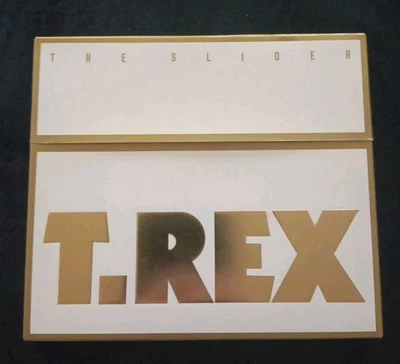 THE SLIDER
T.REX